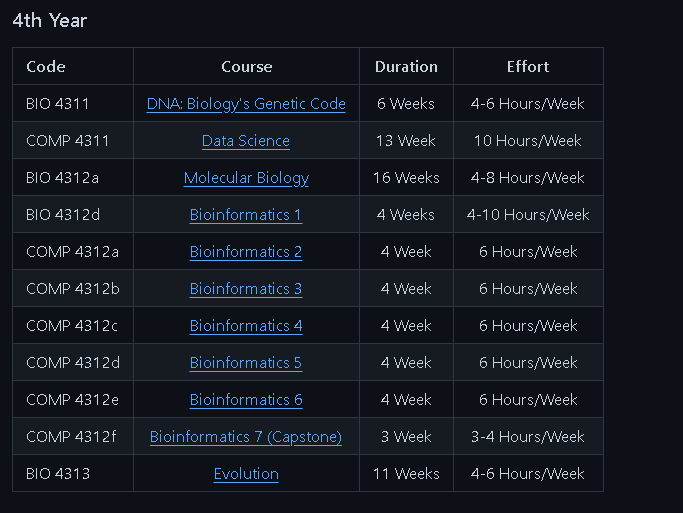 4th Year
Code Course Duration Effort
BIO 4311 DNA: Biology's Genetic Code 6 Weeks 4-6 Hours/Week
COMP 4311 Data Science 13 Week 10 Hours/Week
BIO 4312a Molecular Biology 16 Weeks 4-8 Hours/Week
BIO 4312d Bioinformatics 1 4 Weeks 4-10 Hours/Week
COMP 4312a Bioinformatics 2 4 Week 6 Hours/Week
COMP 4312b Bioinformatics 3 4 Week 6 Hours/Week
COMP 4312c Bioinformatics 4 4 Week 6 Hours/Week
COMP 4312d Bioinformatics 5 4 Week 6 Hours/Week
COMP 4312e Bioinformatics 6 4 Week 6 Hours/Week
COMP 4312f Bioinformatics 7 (Capstone) 3 Week 3-4 Hours/Week
BIO 4313 Evolution 11 Weeks 4-6 Hours/Week